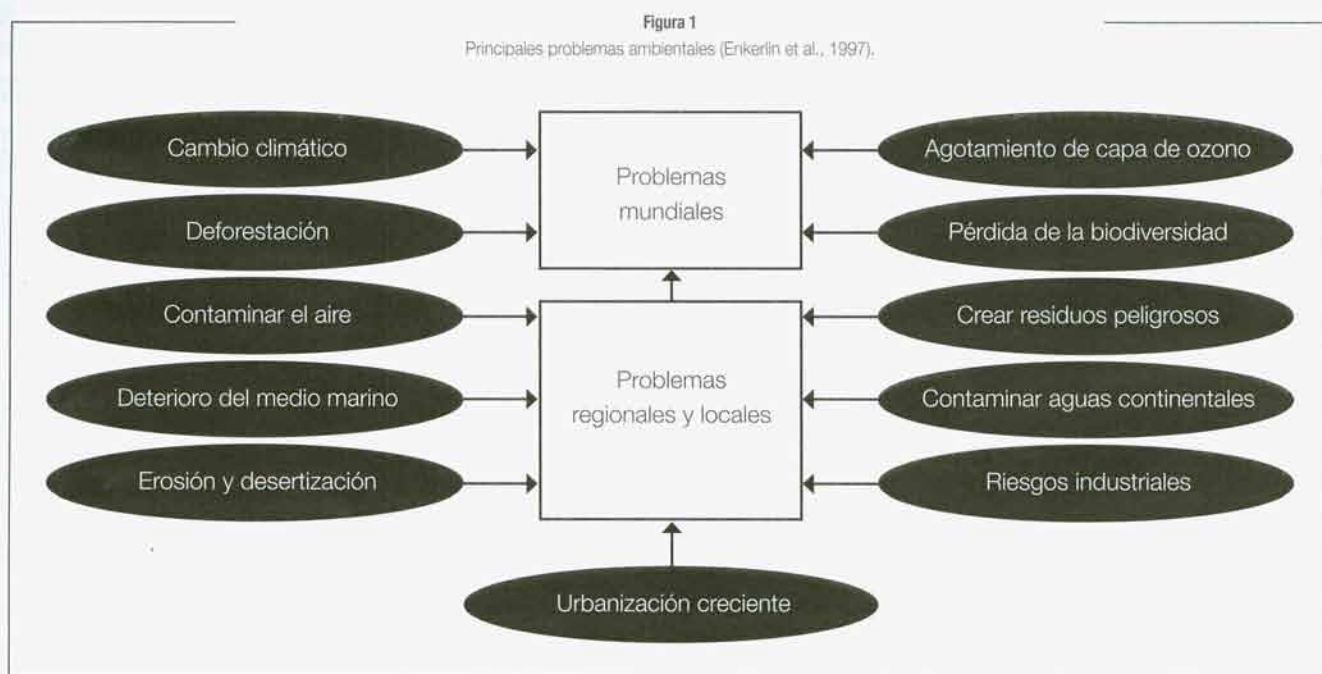 Figura 1
Principales problemas ambientales (Enkerlin et al., 1997).
Cambio climático
Deforestación
Contaminar el aire
Deterioro del medio marino
Erosión y desertización
Problemas
mundiales
Problemas
regionales y locales
Agotamiento de capa de ozono
Pérdida de la biodiversidad
Crear residuos peligrosos
Contaminar aguas continentales
Riesgos industriales
Urbanización creciente